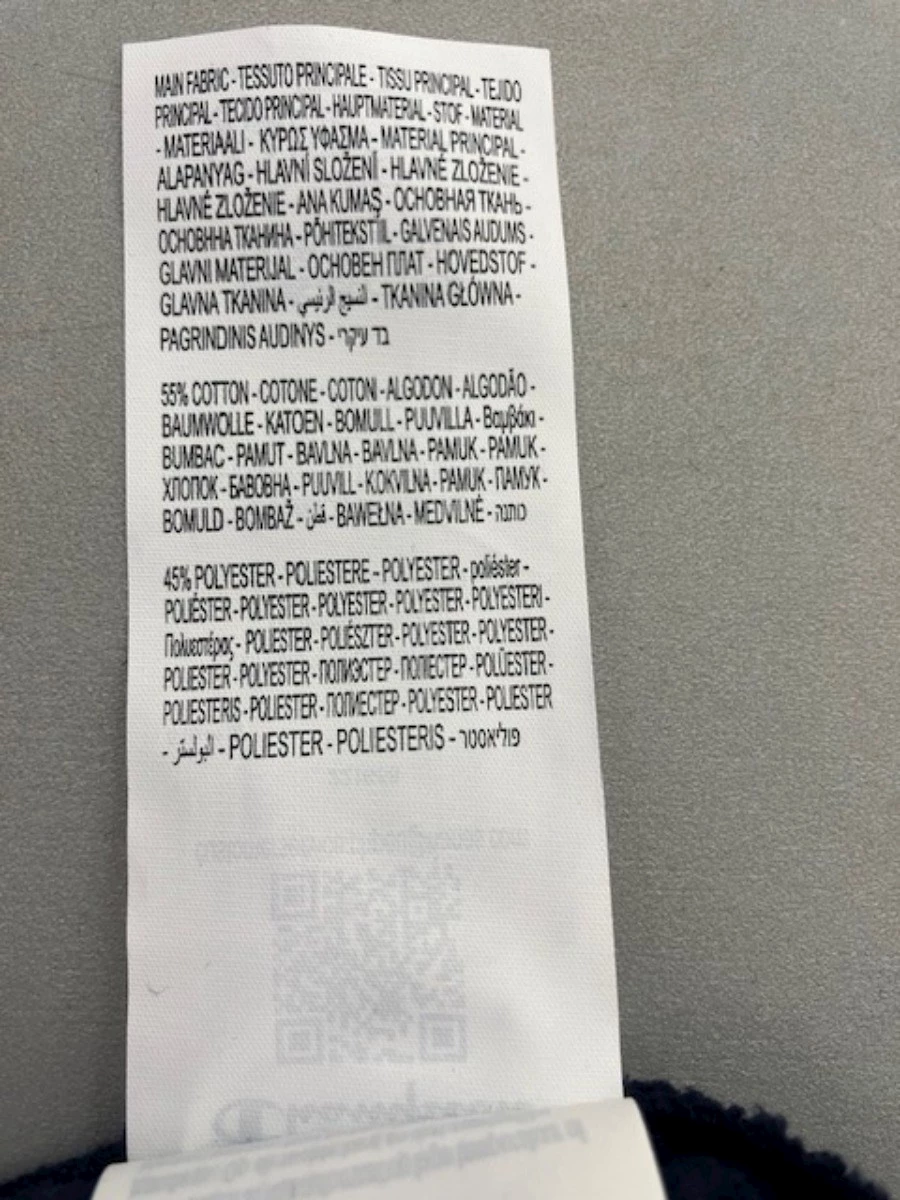 MAIN FABRIC - TESSUTO PRINCIPALE - TISSU PRINCIPAL - TEJIDO
PRINCIPAL - TECIDO PRINCIPAL - HAUPTMATERIAL - STOF - MATERIAL
- MATERIAALI - ΚΥΡΩΣ ΥΦΑΣΜΑ - MATERIAL PRINCIPAL -
ALAPANYAG - HLAVNÍ SLOŽENÍ - HLAVNÉ ZLOŽENIE -
HLAVNÉ ZLOŽENIE - ANA KUMAŞ - ОСНОВНАЯ ТКАНЬ -
ОСНОВННА ТКАНИНА - PÕHITEKSTIIL - GALVENAIS AUDUMS -
GLAVNI MATERIJAL - ОСНОВЕН ПЛАТ - HOVEDSTOF -
GLAVNA TKANINA - النسيج الرئيسي - TKANINA GŁÓWNA -
PAGRINDINIS AUDINYS - בד עיקרי
55% COTTON - COTONE - COTON - ALGODON - ALGODÃO -
BAUMWOLLE - KATOEN - BOMULL - PUUVILLA - Βαμβάκι -
BUMBAC - PAMUT - BAVLNA - BAVLNA - PAMUK - PAMUK -
ХЛОПОК - БАВОВНА - PUUVILL - KOKVILNA - PAMUK - ПАМУК -
BOMULD - BOMBAŽ - قطن - BAWEŁNA - MEDVILNĖ - כותנה
45% POLYESTER - POLIESTERE - POLYESTER - poliéster -
POLIÉSTER - POLYESTER - POLYESTER - POLYESTER - POLYESTERI -
Πολυεστέρας - POLIESTER - POLIÉSZTER - POLYESTER - POLYESTER -
POLIESTER - POLYESTER - ПОЛИЭСТЕР - ПОЛІЕСТЕР - POLÜESTER -
POLIESTERIS - POLIESTER - ПОЛИЕСТЕР - POLYESTER - POLIESTER
- البولستر - POLIESTER - POLIESTERIS - פוליאסטר